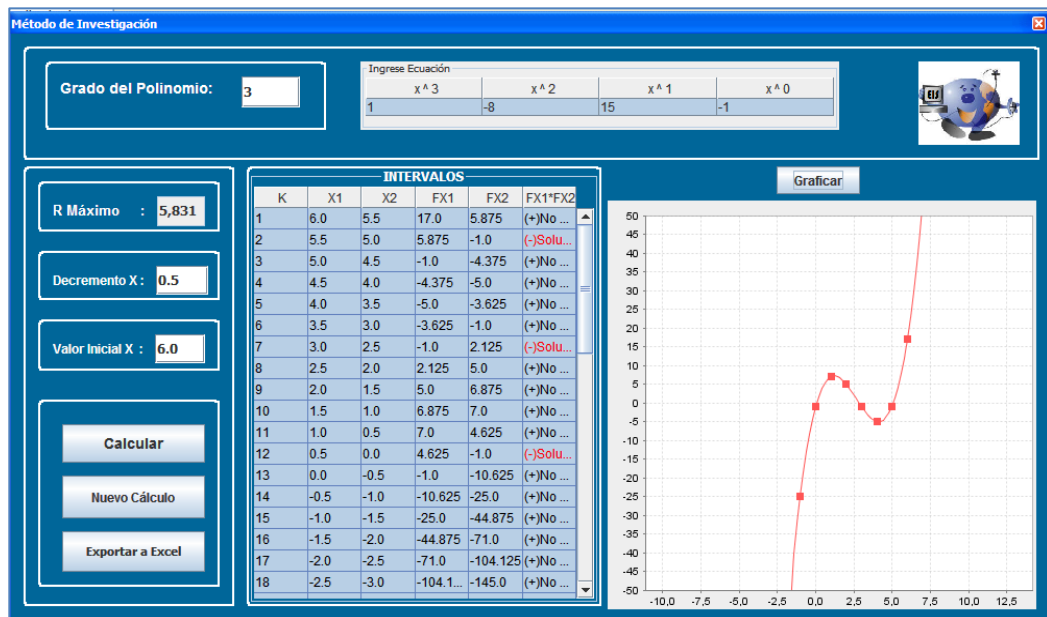 Método de Investigación
Grado del Polinomio: 3
Ingrese Ecuación
x ^ 3 x ^ 2 x ^ 1 x ^ 0
1 -8 15 -1
EIS
R Máximo : 5,831
Decremento X : 0.5
Valor Inicial X : 6.0
Calcular
Nuevo Cálculo
Exportar a Excel
INTERVALOS
K X1 X2 FX1 FX2 FX1*FX2
1 6.0 5.5 17.0 5.875 (+)No ...
2 5.5 5.0 5.875 -1.0 (-)Solu...
3 5.0 4.5 -1.0 -4.375 (+)No ...
4 4.5 4.0 -4.375 -5.0 (+)No ...
5 4.0 3.5 -5.0 -3.625 (+)No ...
6 3.5 3.0 -3.625 -1.0 (+)No ...
7 3.0 2.5 -1.0 2.125 (-)Solu...
8 2.5 2.0 2.125 5.0 (+)No ...
9 2.0 1.5 5.0 6.875 (+)No ...
10 1.5 1.0 6.875 7.0 (+)No ...
11 1.0 0.5 7.0 4.625 (+)No ...
12 0.5 0.0 4.625 -1.0 (-)Solu...
13 0.0 -0.5 -1.0 -10.625 (+)No ...
14 -0.5 -1.0 -10.625 -25.0 (+)No ...
15 -1.0 -1.5 -25.0 -44.875 (+)No ...
16 -1.5 -2.0 -44.875 -71.0 (+)No ...
17 -2.0 -2.5 -71.0 -104.125 (+)No ...
18 -2.5 -3.0 -104.1... -145.0 (+)No ...
Graficar
50
45
40
35
30
25
20
15
10
5
0
-5
-10
-15
-20
-25
-30
-35
-40
-45
-50
-10,0 -7,5 -5,0 -2,5 0,0 2,5 5,0 7,5 10,0 12,5